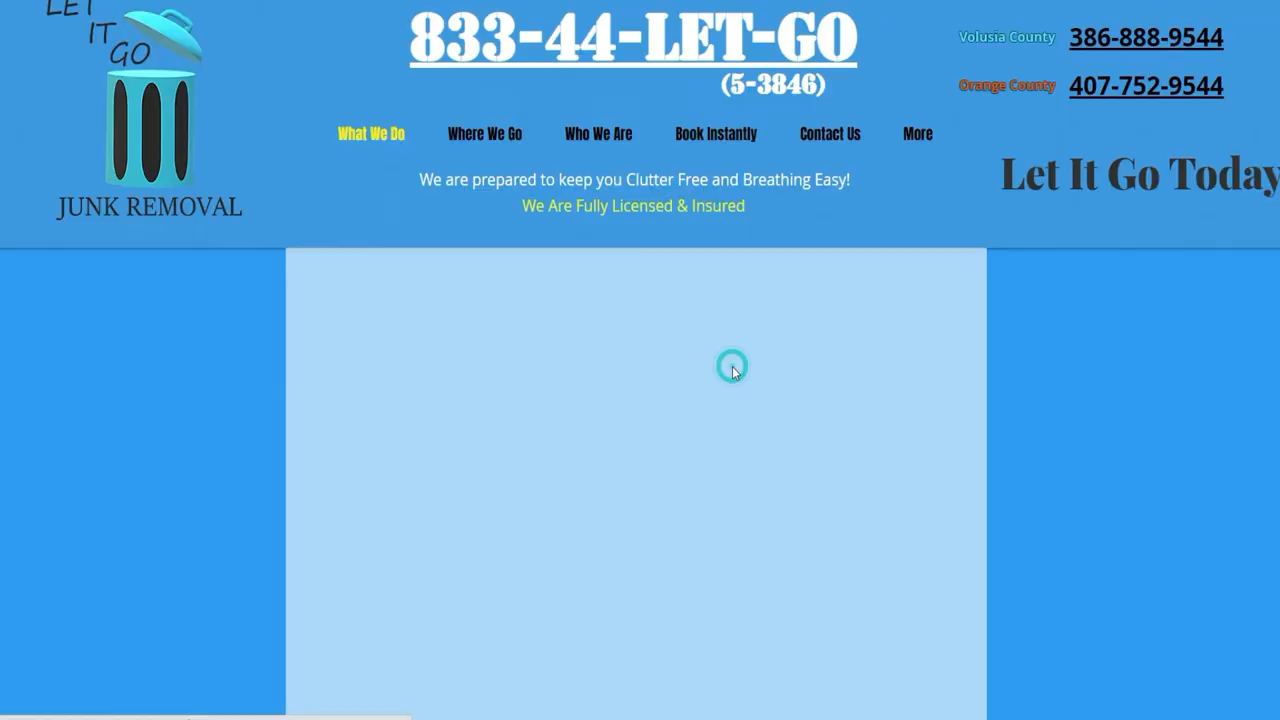 LET
IT
GO
JUNK REMOVAL
833-44-LET-GO
(5-3846)
Volusia County 386-888-9544
Orange County 407-752-9544
What We Do Where We Go Who We Are Book Instantly Contact Us More
We are prepared to keep you Clutter Free and Breathing Easy!
We Are Fully Licensed & Insured
Let It Go Today